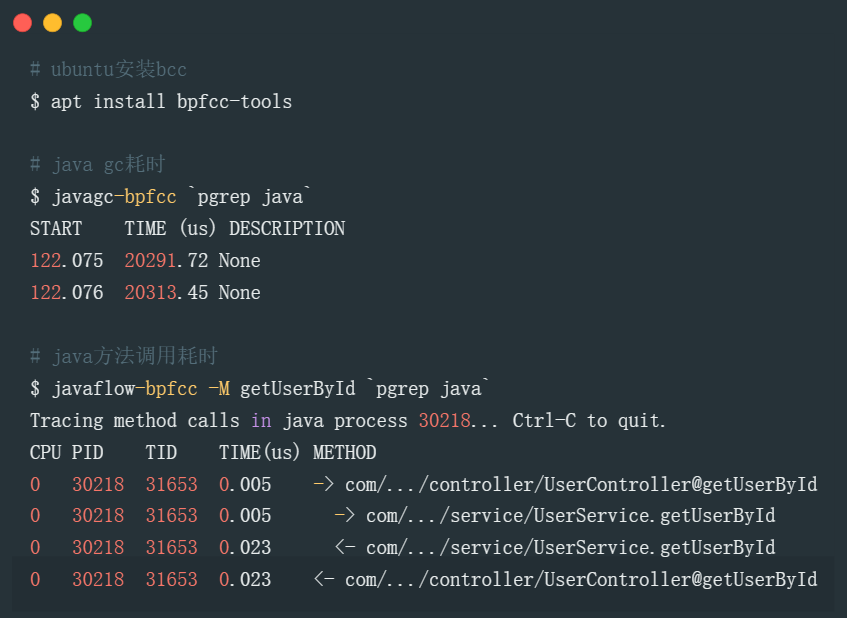 # ubuntu安装bcc
$ apt install bpfcc-tools
# java gc耗时
$ javagc-bpfcc `pgrep java`
START    TIME (us) DESCRIPTION
122.075  20291.72 None
122.076  20313.45 None
# java方法调用耗时
$ javaflow-bpfcc -M getUserById `pgrep java`
Tracing method calls in java process 30218... Ctrl-C to quit.
CPU PID    TID    TIME(us) METHOD
0   30218  31653  0.005    -> com/.../controller/UserController@getUserById
0   30218  31653  0.005      -> com/.../service/UserService.getUserById
0   30218  31653  0.023      <- com/.../service/UserService.getUserById
0   30218  31653  0.023    <- com/.../controller/UserController@getUserById